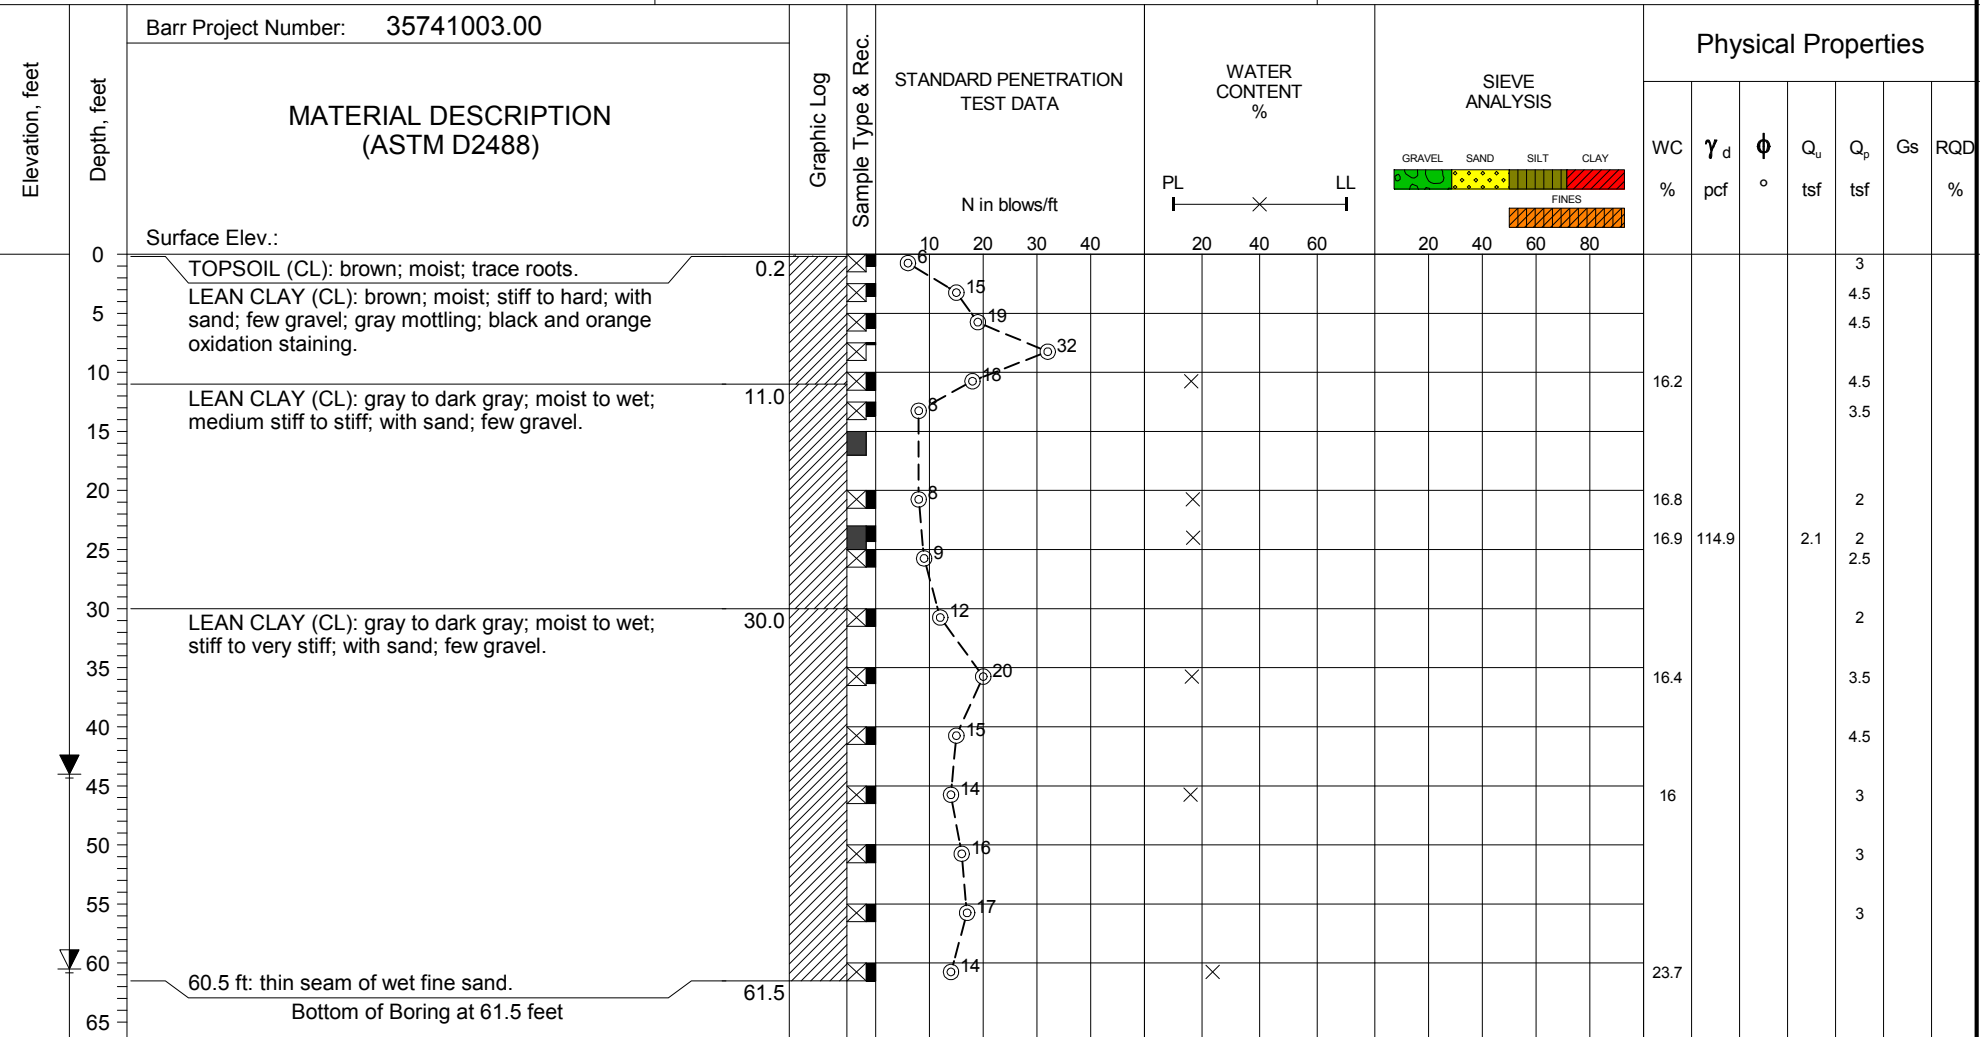 Barr Project Number: 35741003.00
Elevation, feet
Depth, feet
MATERIAL DESCRIPTION
(ASTM D2488)
Surface Elev.:
Graphic Log
Sample Type & Rec.
STANDARD PENETRATION
TEST DATA
N in blows/ft
10 20 30 40
WATER
CONTENT
%
PL LL
20 40 60
SIEVE
ANALYSIS
GRAVEL SAND SILT CLAY
FINES
20 40 60 80
Physical Properties
WC γd ϕ Qu Qp Gs RQD
% pcf ° tsf tsf %
0
TOPSOIL (CL): brown; moist; trace roots. 0.2
6 3
LEAN CLAY (CL): brown; moist; stiff to hard; with
sand; few gravel; gray mottling; black and orange
oxidation staining.
15 4.5
5
19 4.5
32
10
18 16.2 4.5
11.0
LEAN CLAY (CL): gray to dark gray; moist to wet;
medium stiff to stiff; with sand; few gravel.
8 3.5
15
20
8 16.8 2
16.9 114.9 2.1 2
25
9 2.5
30
12 2
LEAN CLAY (CL): gray to dark gray; moist to wet; 30.0
stiff to very stiff; with sand; few gravel.
35
20 16.4 3.5
40
15 4.5
45
14 16 3
50
16 3
55
17 3
60
14 23.7
60.5 ft: thin seam of wet fine sand.
61.5
Bottom of Boring at 61.5 feet
65